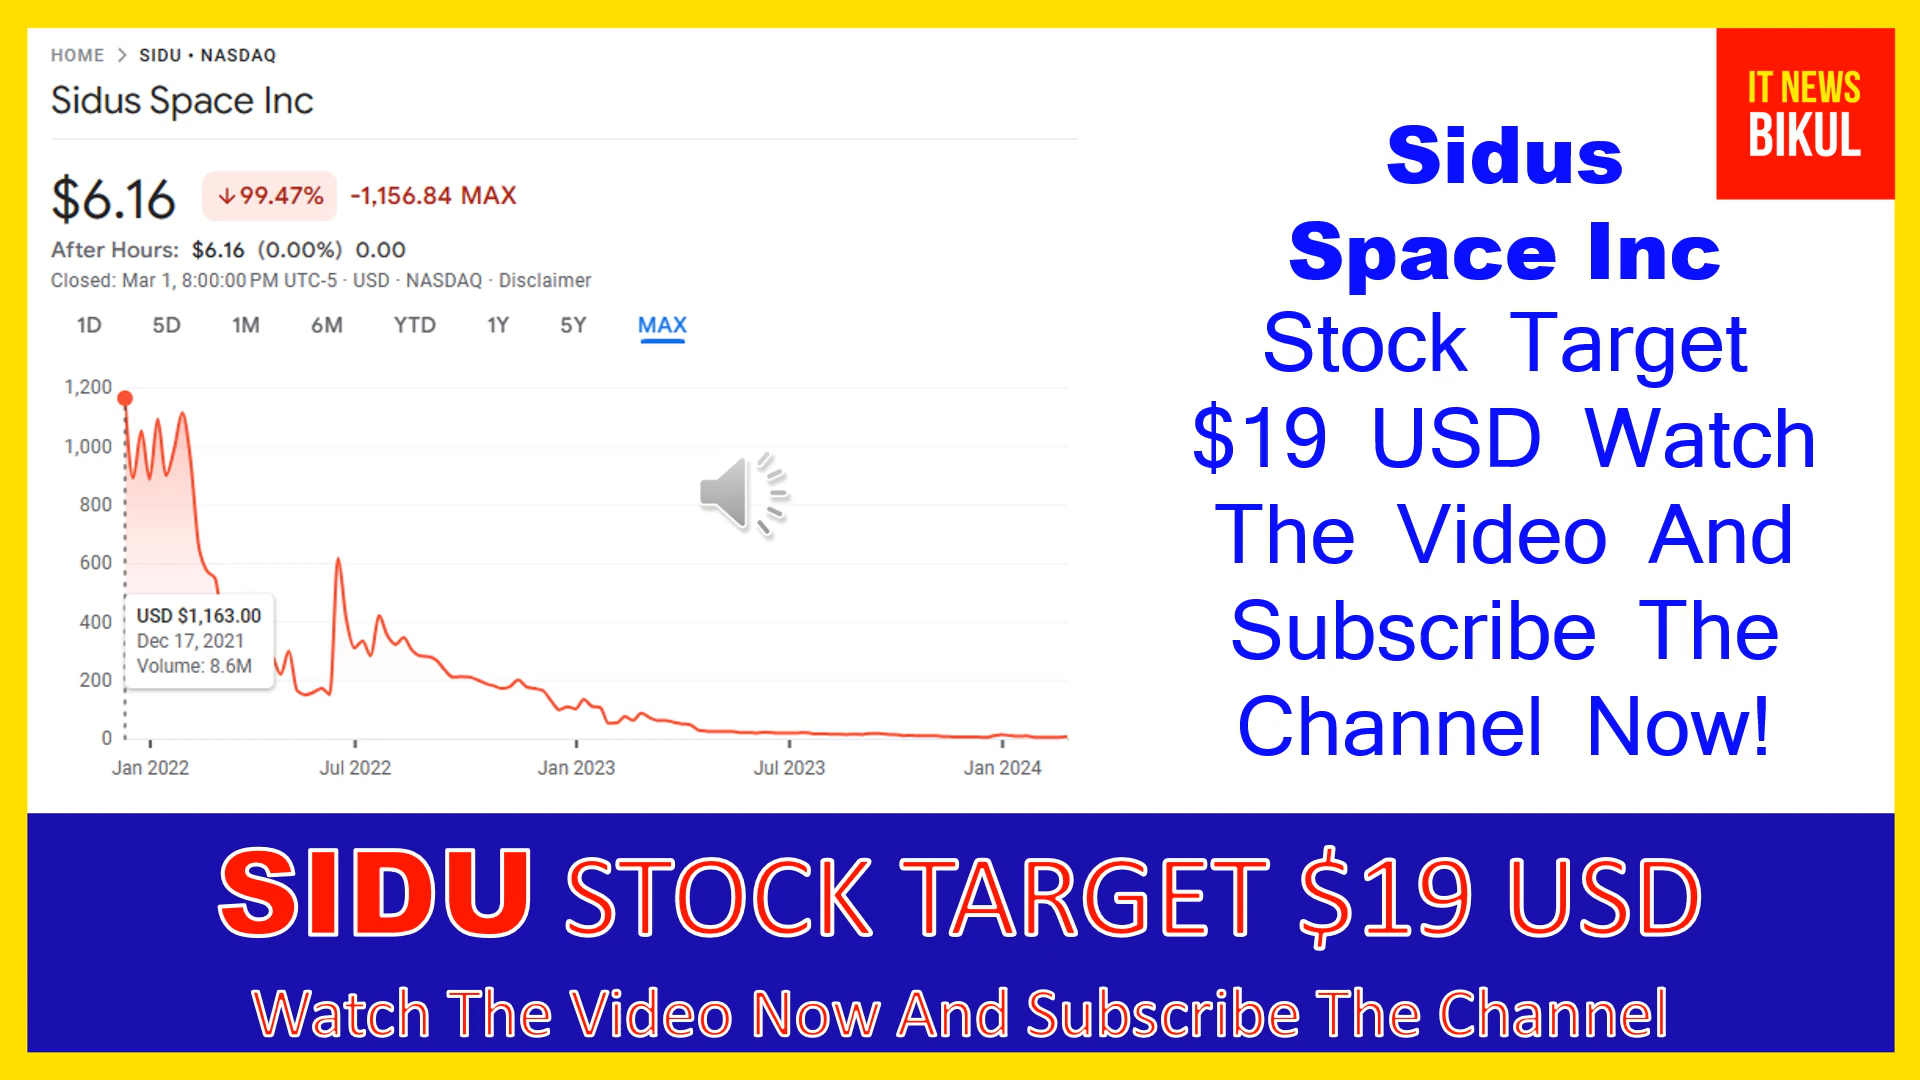 HOME > SIDU • NASDAQ
Sidus Space Inc
$6.16 ↓99.47% -1,156.84 MAX
After Hours: $6.16 (0.00%) 0.00
Closed: Mar 1, 8:00:00 PM UTC-5 · USD · NASDAQ · Disclaimer
1D 5D 1M 6M YTD 1Y 5Y MAX
1,200
1,000
800
600
400
200
0
USD $1,163.00
Dec 17, 2021
Volume: 8.6M
Jan 2022 Jul 2022 Jan 2023 Jul 2023 Jan 2024
IT NEWS
BIKUL
Sidus
Space Inc
Stock Target
$19 USD Watch
The Video And
Subscribe The
Channel Now!
SIDU STOCK TARGET $19 USD
Watch The Video Now And Subscribe The Channel